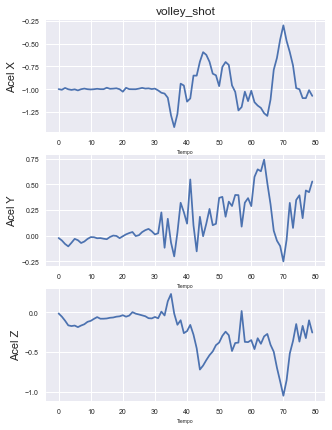 volley_shot
Acel X
−0.25
−0.50
−0.75
−1.00
−1.25
0 10 20 30 40 50 60 70 80
Tiempo
Acel Y
0.75
0.50
0.25
0.00
−0.25
0 10 20 30 40 50 60 70 80
Tiempo
Acel Z
0.0
−0.5
−1.0
0 10 20 30 40 50 60 70 80
Tiempo